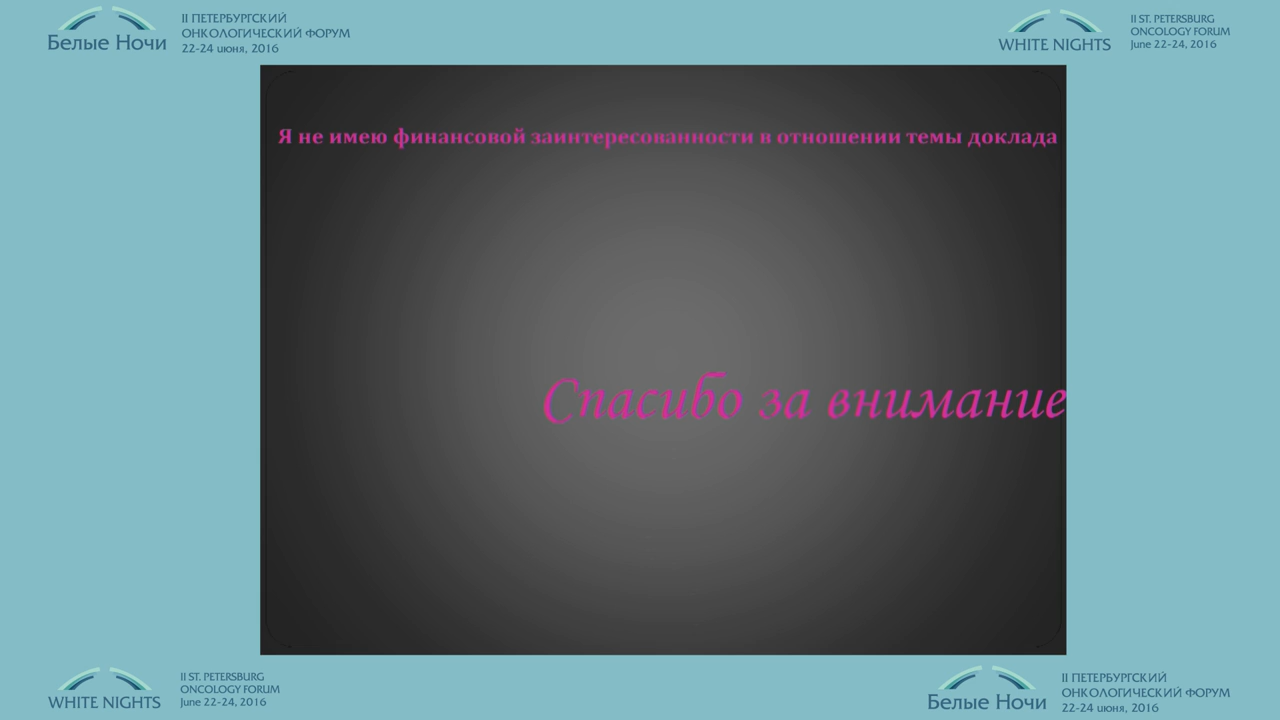 Белые Ночи
II ПЕТЕРБУРГСКИЙ
ОНКОЛОГИЧЕСКИЙ ФОРУМ
22-24 июня, 2016
WHITE NIGHTS
II ST. PETERSBURG
ONCOLOGY FORUM
June 22-24, 2016
Я не имею финансовой заинтересованности в отношении темы доклада
Спасибо за внимание
WHITE NIGHTS
II ST. PETERSBURG
ONCOLOGY FORUM
June 22-24, 2016
Белые Ночи
II ПЕТЕРБУРГСКИЙ
ОНКОЛОГИЧЕСКИЙ ФОРУМ
22-24 июня, 2016